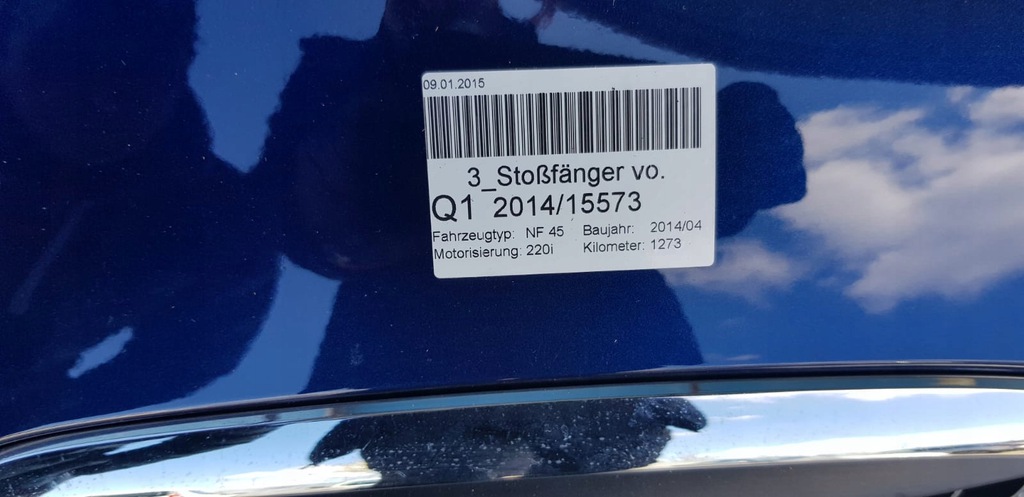 09.01.2015
3_Stoßfänger vo.
Q1 2014/15573
Fahrzeugtyp: NF 45 Baujahr: 2014/04
Motorisierung: 220i Kilometer: 1273